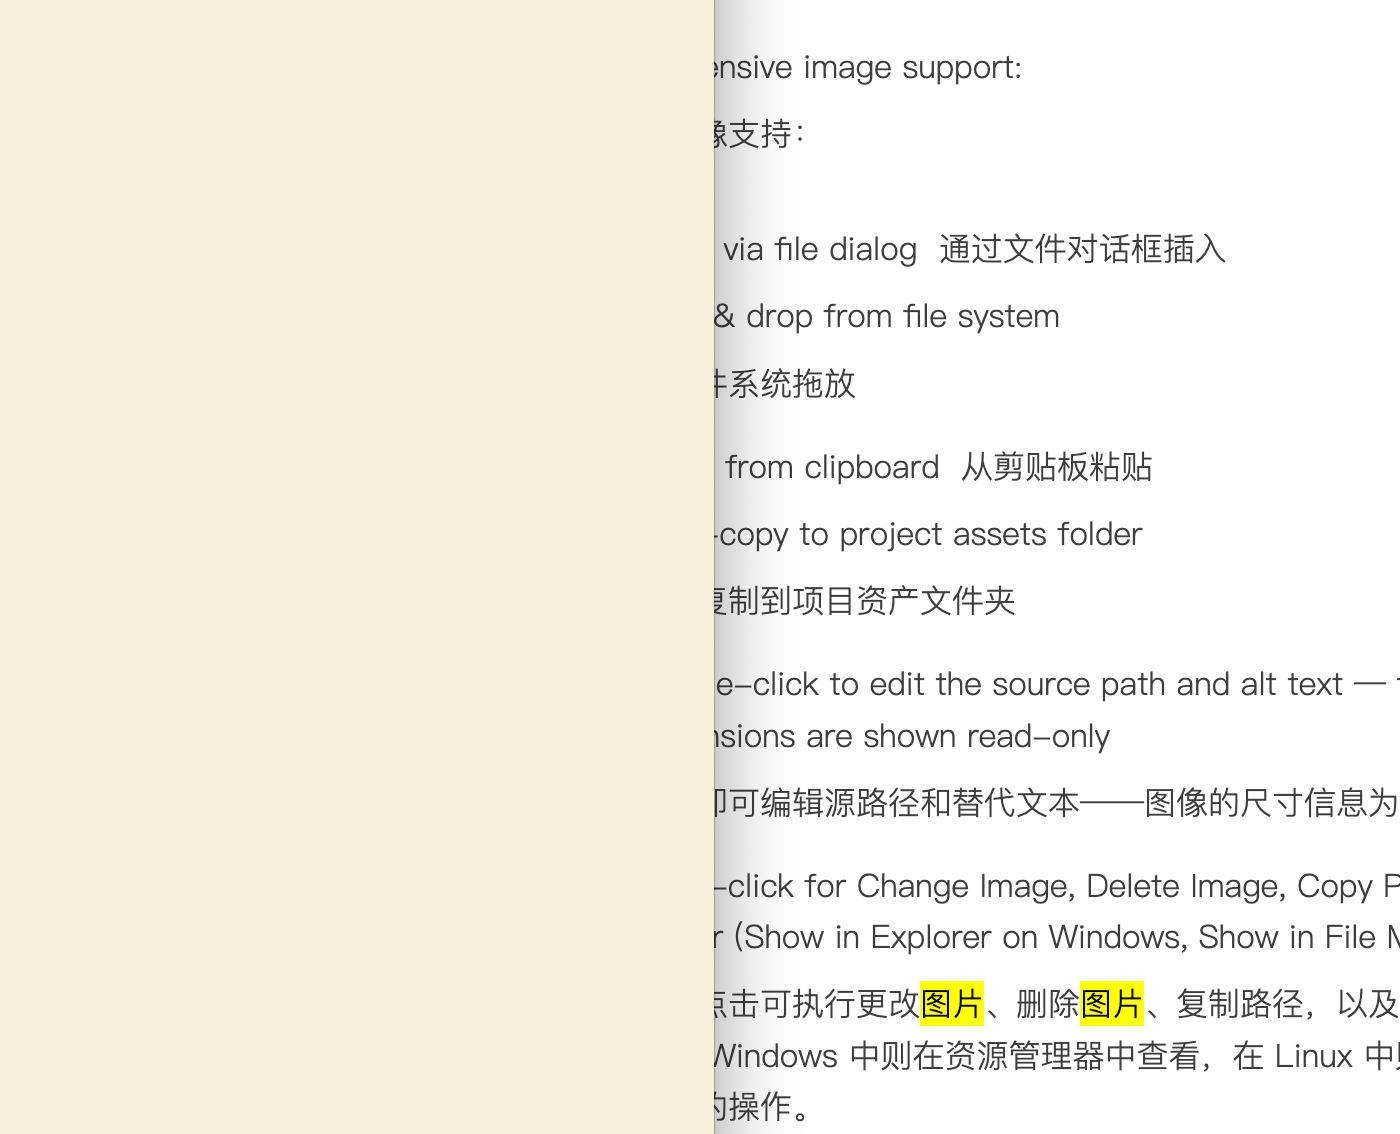 ensive image support:
像支持：
via file dialog 通过文件对话框插入
& drop from file system
件系统拖放
from clipboard 从剪贴板粘贴
-copy to project assets folder
复制到项目资产文件夹
e-click to edit the source path and alt text —
nsions are shown read-only
即可编辑源路径和替代文本——图像的尺寸信息为
-click for Change Image, Delete Image, Copy P
r (Show in Explorer on Windows, Show in File M
点击可执行更改图片、删除图片、复制路径，以及
Windows 中则在资源管理器中查看，在 Linux 中
的操作。